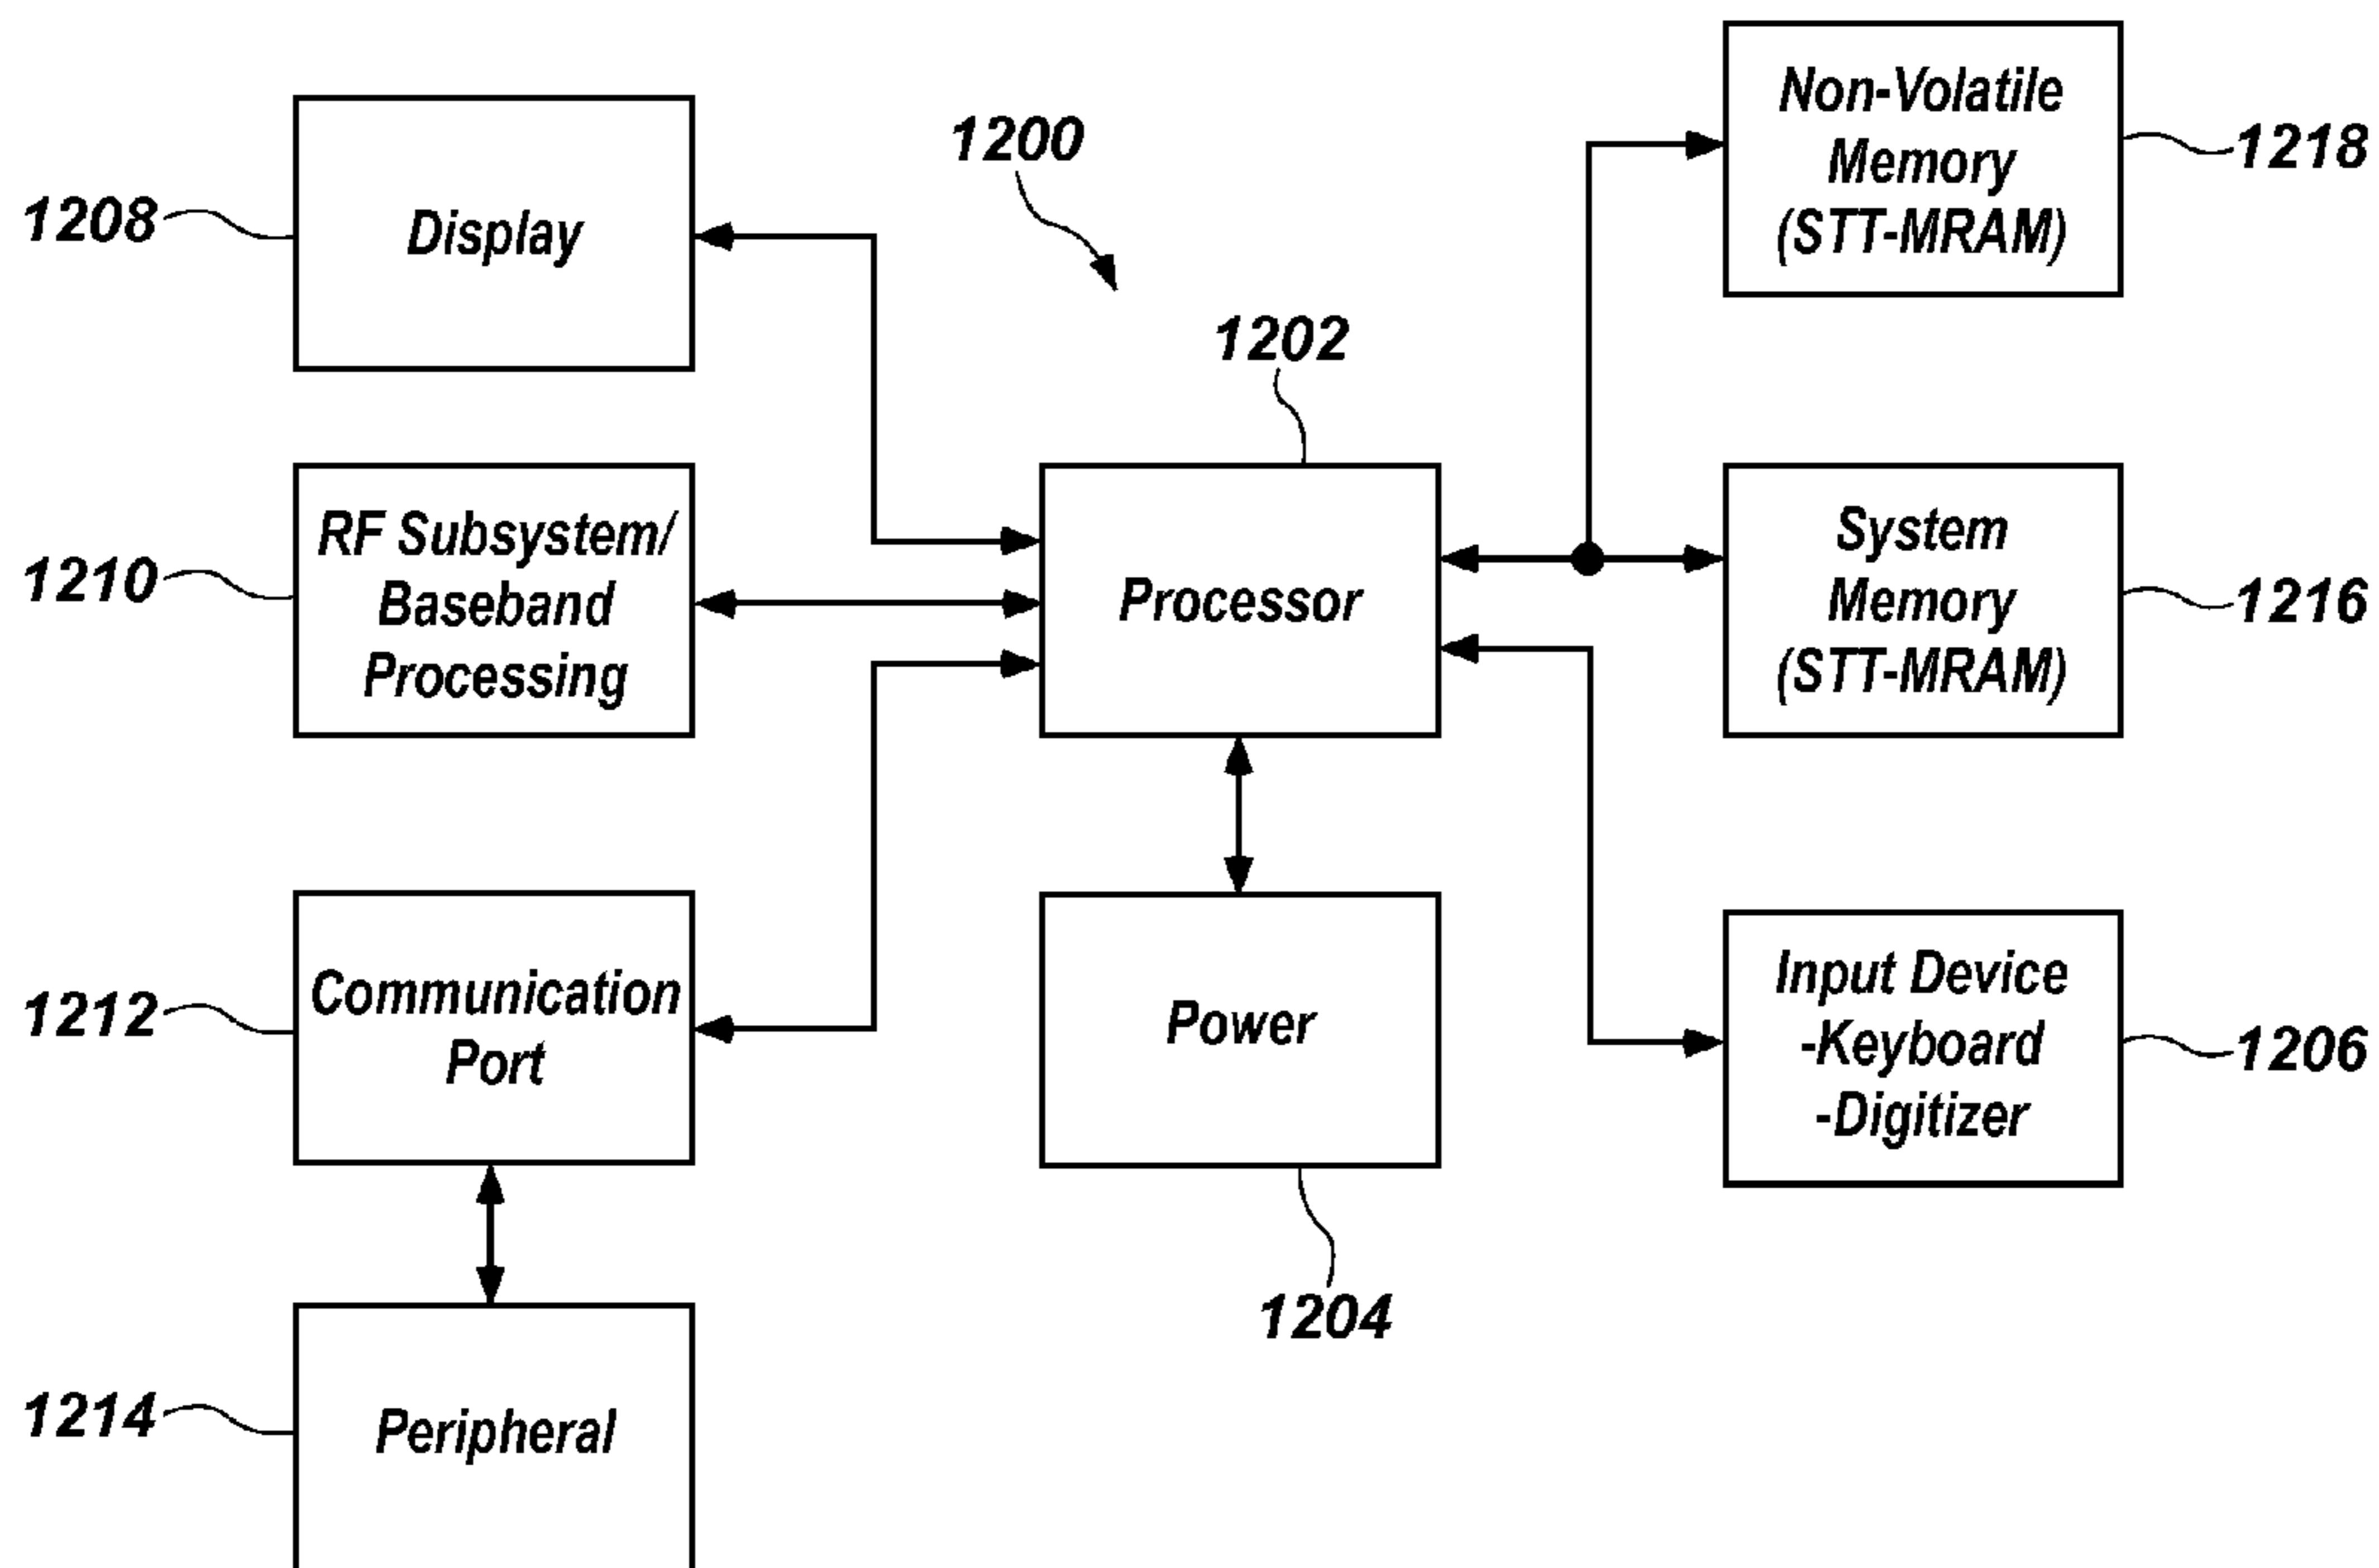 1200
1208
Display
Non-Volatile
Memory
(STT-MRAM)
1218
1202
1210
RF Subsystem/
Baseband
Processing
Processor
System
Memory
(STT-MRAM)
1216
1212
Communication
Port
Power
1204
Input Device
-Keyboard
-Digitizer
1206
1214
Peripheral